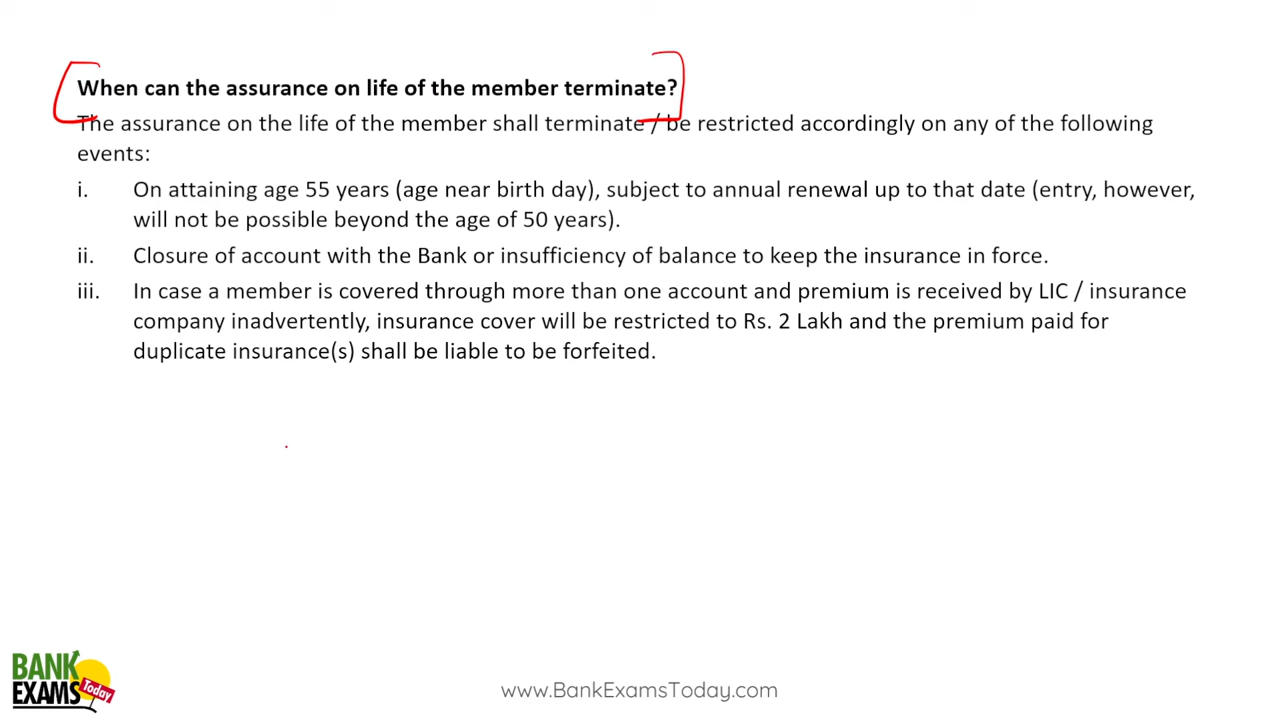 When can the assurance on life of the member terminate?
The assurance on the life of the member shall terminate / be restricted accordingly on any of the following
events:
i. On attaining age 55 years (age near birth day), subject to annual renewal up to that date (entry, however,
will not be possible beyond the age of 50 years).
ii. Closure of account with the Bank or insufficiency of balance to keep the insurance in force.
iii. In case a member is covered through more than one account and premium is received by LIC / insurance
company inadvertently, insurance cover will be restricted to Rs. 2 Lakh and the premium paid for
duplicate insurance(s) shall be liable to be forfeited.
BANK
EXAMS Today
www.BankExamsToday.com